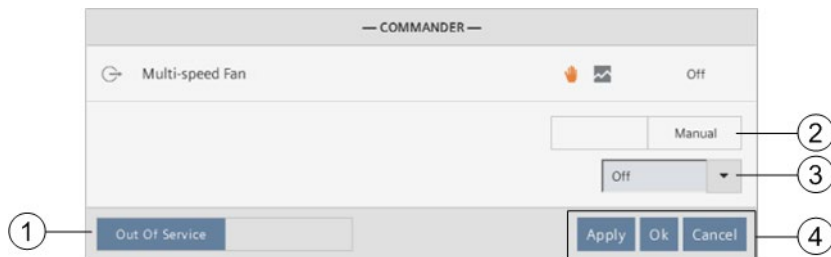 — COMMANDER —
Multi-speed Fan Off
Manual 2
Off 3
1 Out Of Service Apply Ok Cancel 4